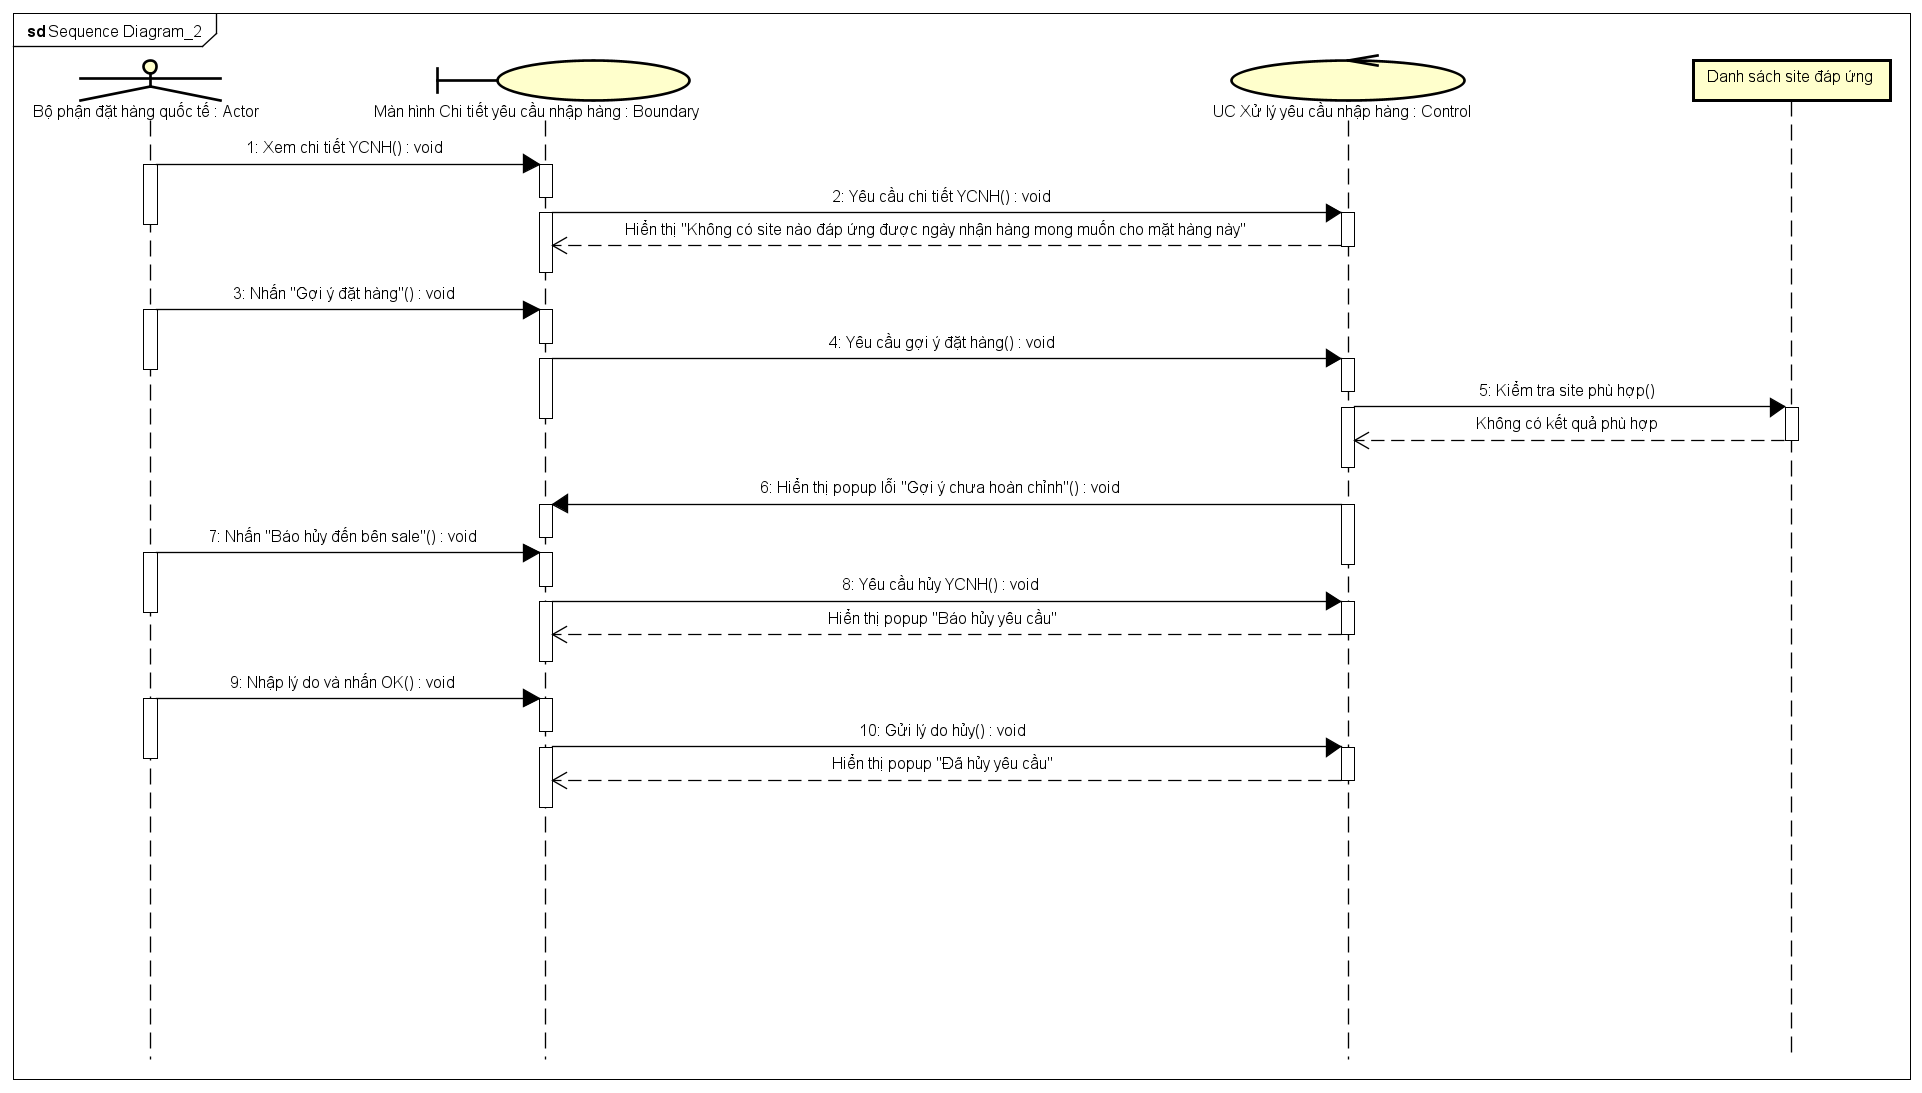 sd Sequence Diagram_2
Bộ phận đặt hàng quốc tế : Actor
Màn hình Chi tiết yêu cầu nhập hàng : Boundary
UC Xử lý yêu cầu nhập hàng : Control
Danh sách site đáp ứng
1: Xem chi tiết YCNH() : void
2: Yêu cầu chi tiết YCNH() : void
Hiển thị "Không có site nào đáp ứng được ngày nhận hàng mong muốn cho mặt hàng này"
3: Nhấn "Gợi ý đặt hàng"() : void
4: Yêu cầu gợi ý đặt hàng() : void
5: Kiểm tra site phù hợp()
Không có kết quả phù hợp
6: Hiển thị popup lỗi "Gợi ý chưa hoàn chỉnh"() : void
7: Nhấn "Báo hủy đến bên sale"() : void
8: Yêu cầu hủy YCNH() : void
Hiển thị popup "Báo hủy yêu cầu"
9: Nhập lý do và nhấn OK() : void
10: Gửi lý do hủy() : void
Hiển thị popup "Đã hủy yêu cầu"